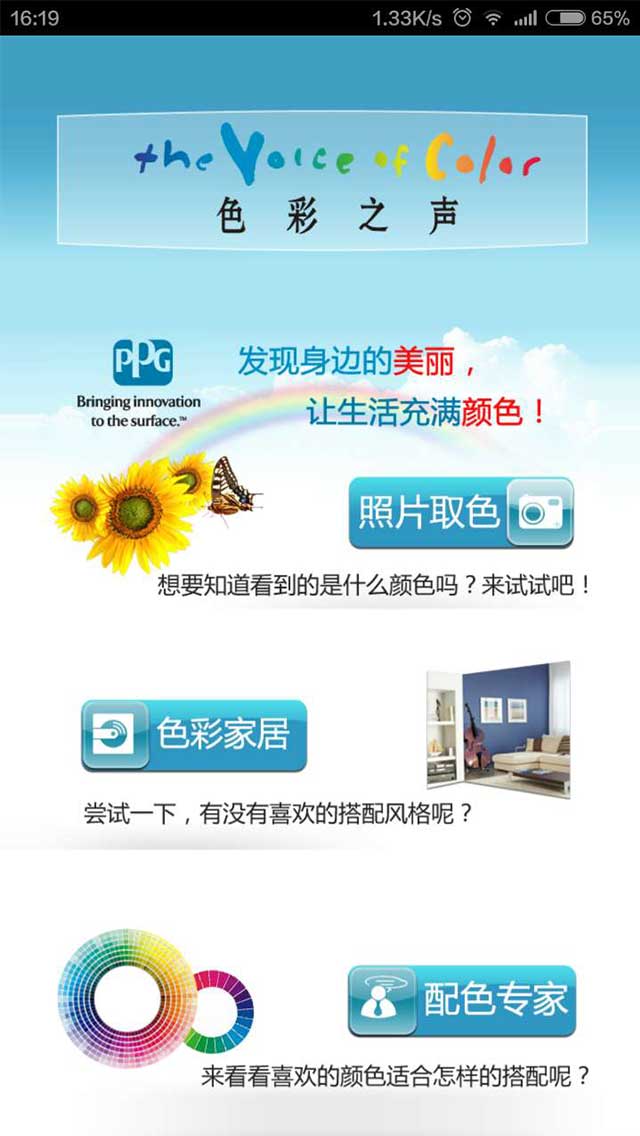 16:19 1.33K/s 65%
the Voice of Color
色彩之声
PPG
Bringing innovation
to the surface.™
发现身边的美丽，
让生活充满颜色！
照片取色
想要知道看到的是什么颜色吗？来试试吧！
色彩家居
尝试一下，有没有喜欢的搭配风格呢？
配色专家
来看看喜欢的颜色适合怎样的搭配呢？